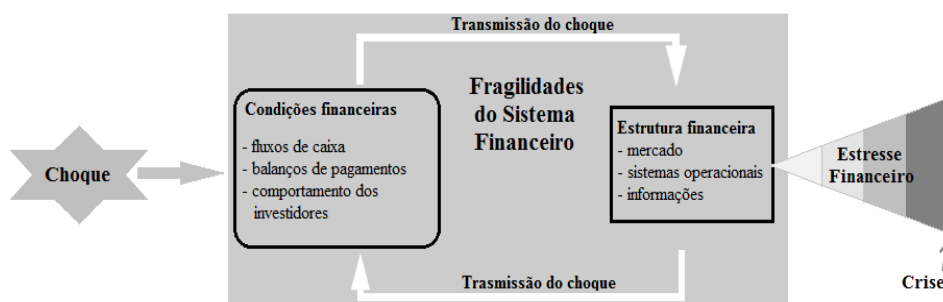 Transmissão do choque
Fragilidades
do Sistema
Financeiro
Condições financeiras
- fluxos de caixa
- balanços de pagamentos
- comportamento dos
investidores
Estrutura financeira
- mercado
- sistemas operacionais
- informações
Choque
Estresse
Financeiro
Trasmissão do choque
Crise